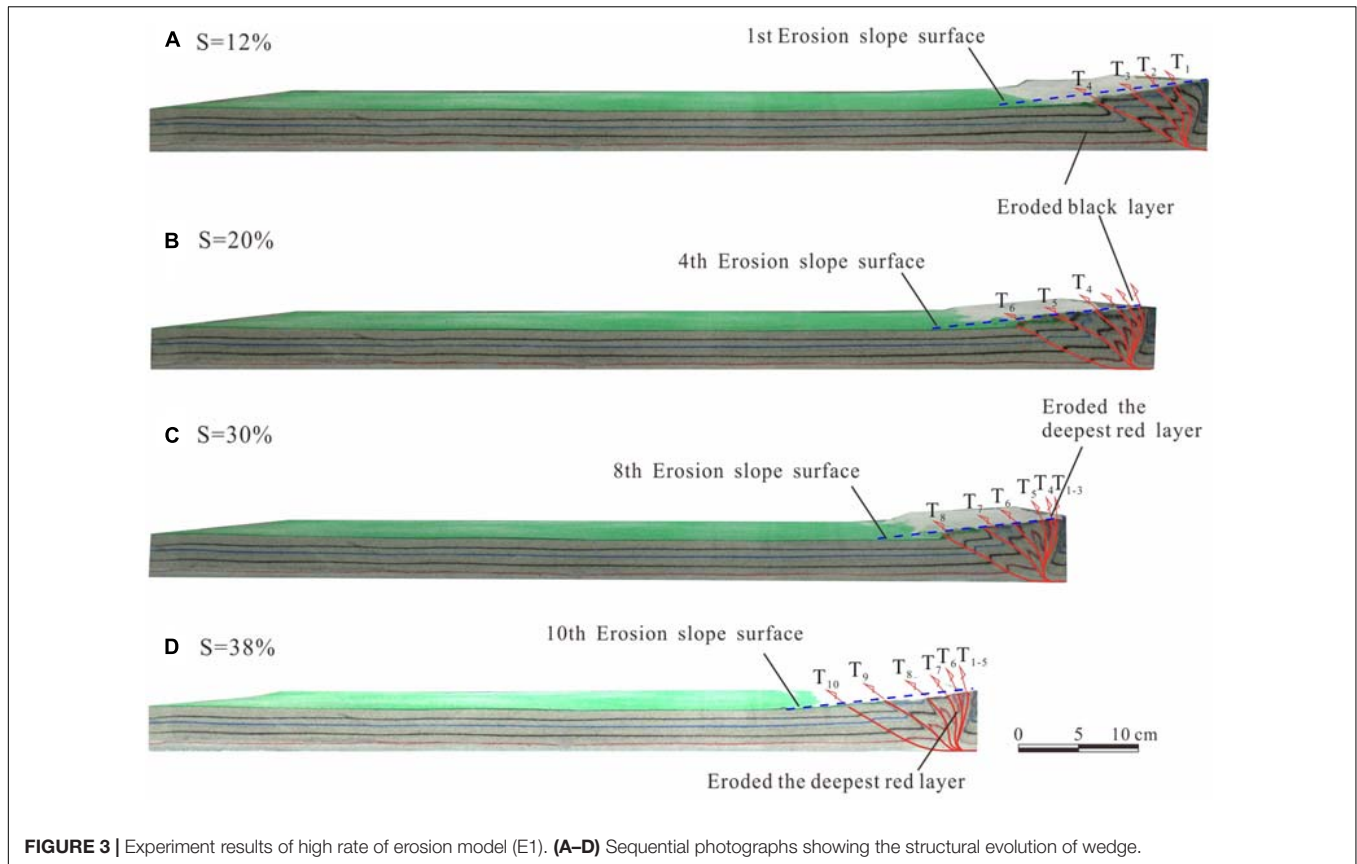 A S=12%
1st Erosion slope surface
T4 T3 T2 T1
Eroded black layer
B S=20%
4th Erosion slope surface
T6 T5 T4
Eroded the
deepest red layer
C S=30%
8th Erosion slope surface
T8 T7 T6 T5 T4 T1-3
D S=38%
10th Erosion slope surface
T10 T9 T8 T7 T6 T1-5
0 5 10 cm
Eroded the deepest red layer
FIGURE 3 | Experiment results of high rate of erosion model (E1). (A–D) Sequential photographs showing the structural evolution of wedge.